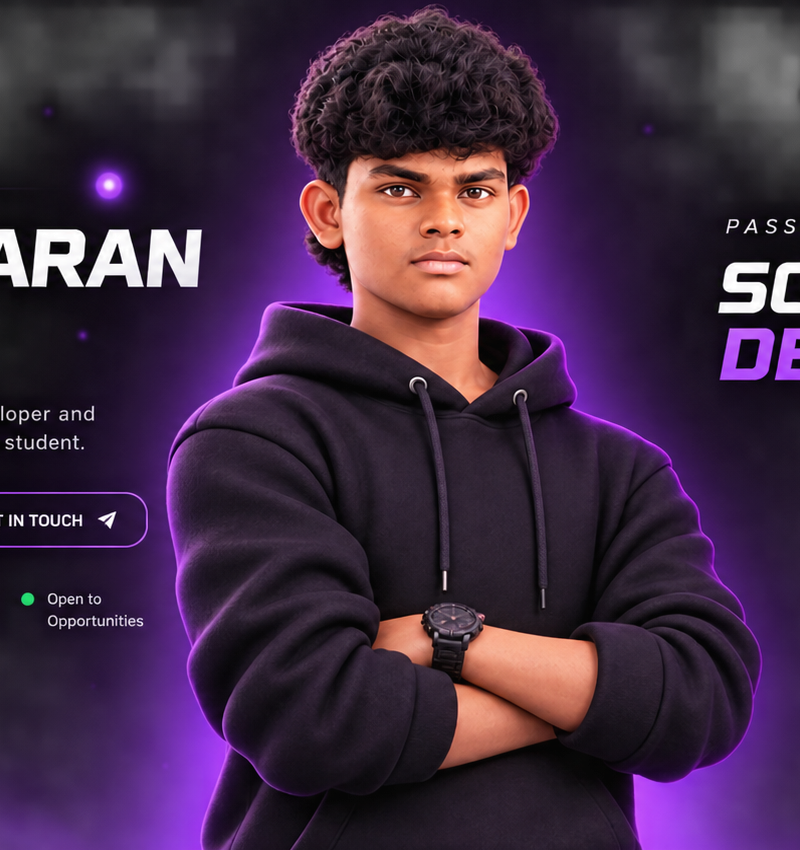 ARAN
loper and
student.
T IN TOUCH
Open to
Opportunities
PASS
SO
DE